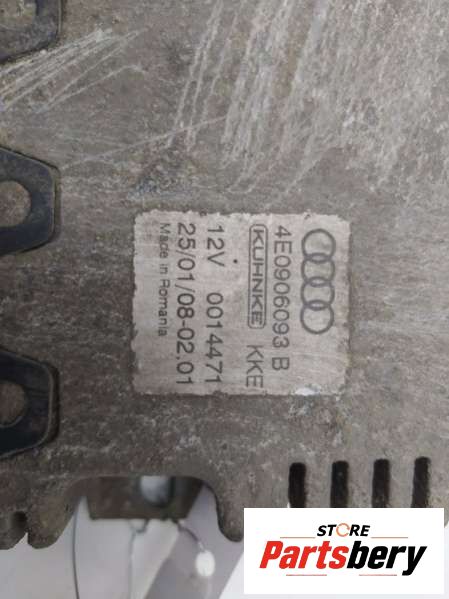 4E0906093 B
KUHNKE KKE
12V 0014471
25/01/08-02.01
Made in Romania
STORE
Partsbery